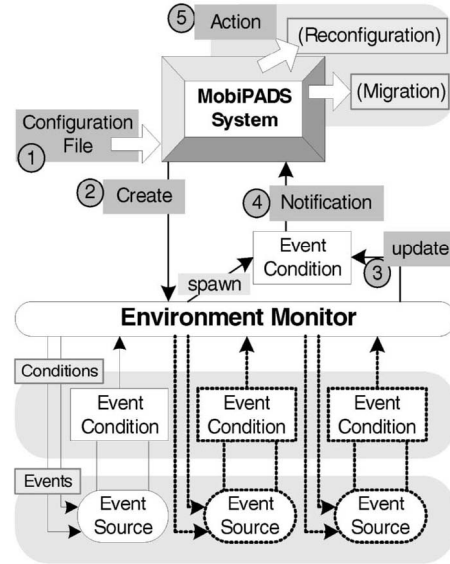 5
Action
(Reconfiguration)
MobiPADS
System
(Migration)
Configuration
File
1
2
Create
4
Notification
Event
Condition
update
3
spawn
Environment Monitor
Conditions
Event
Condition
Event
Condition
Event
Condition
Events
Event
Source
Event
Source
Event
Source